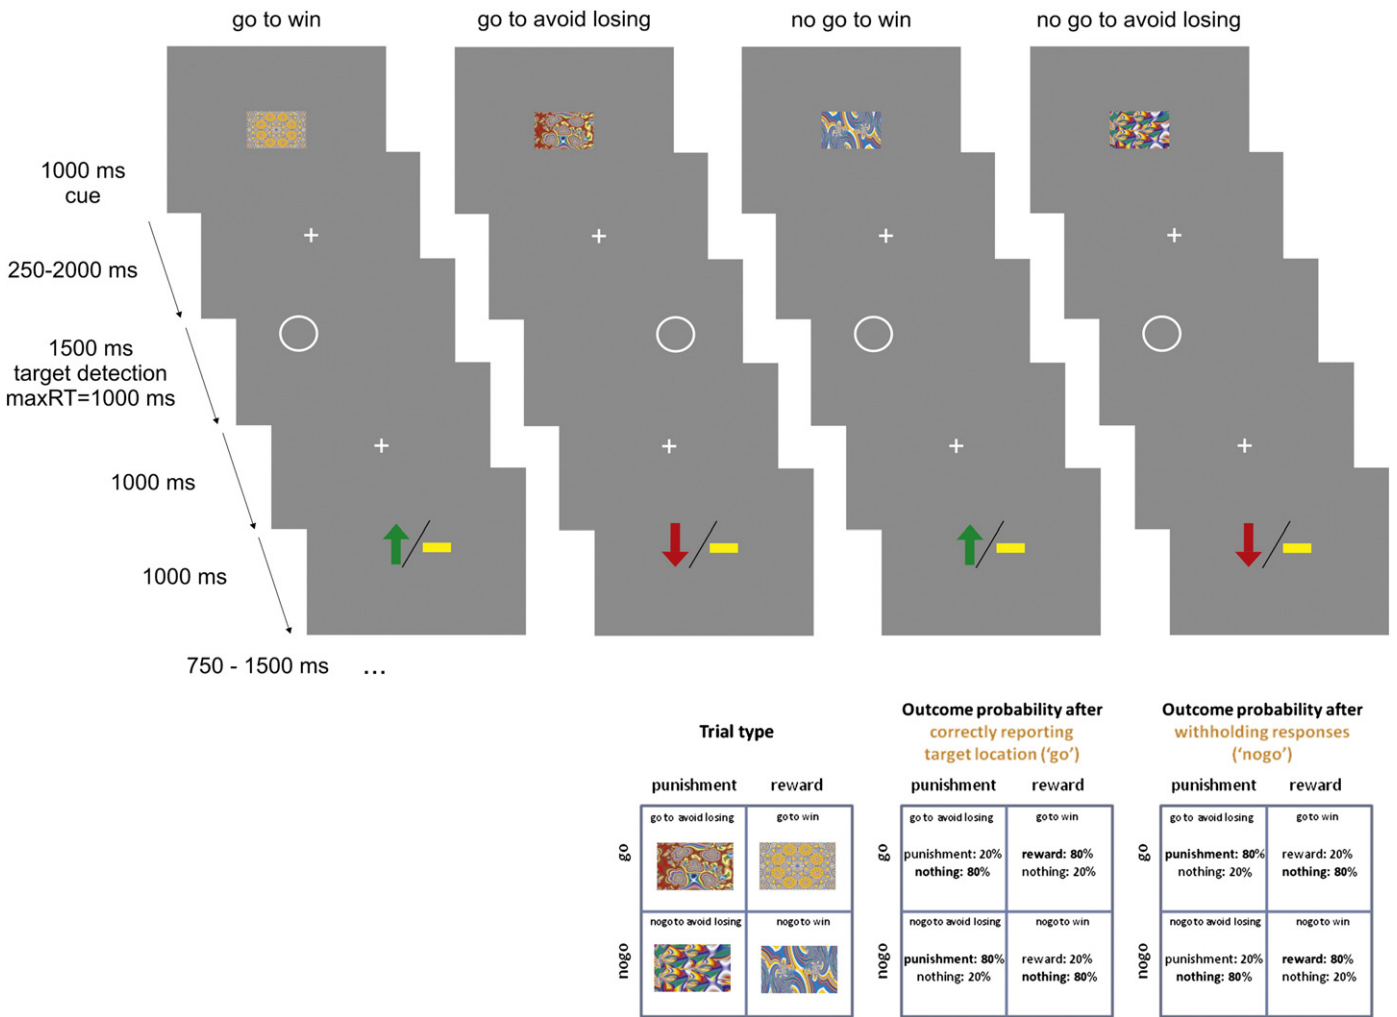 go to win
go to avoid losing
no go to win
no go to avoid losing
1000 ms
cue
250-2000 ms
1500 ms
target detection
maxRT=1000 ms
1000 ms
1000 ms
750 - 1500 ms ...
Trial type
punishment reward
go
go to avoid losing
go to win
nogo
nogo to avoid losing
nogo to win
Outcome probability after
correctly reporting
target location ('go')
punishment reward
go
go to avoid losing
punishment: 20%
nothing: 80%
go to win
reward: 80%
nothing: 20%
nogo
nogo to avoid losing
punishment: 80%
nothing: 20%
nogo to win
reward: 20%
nothing: 80%
Outcome probability after
withholding responses
('nogo')
punishment reward
go
go to avoid losing
punishment: 80%
nothing: 20%
go to win
reward: 20%
nothing: 80%
nogo
nogo to avoid losing
punishment: 20%
nothing: 80%
nogo to win
reward: 80%
nothing: 20%